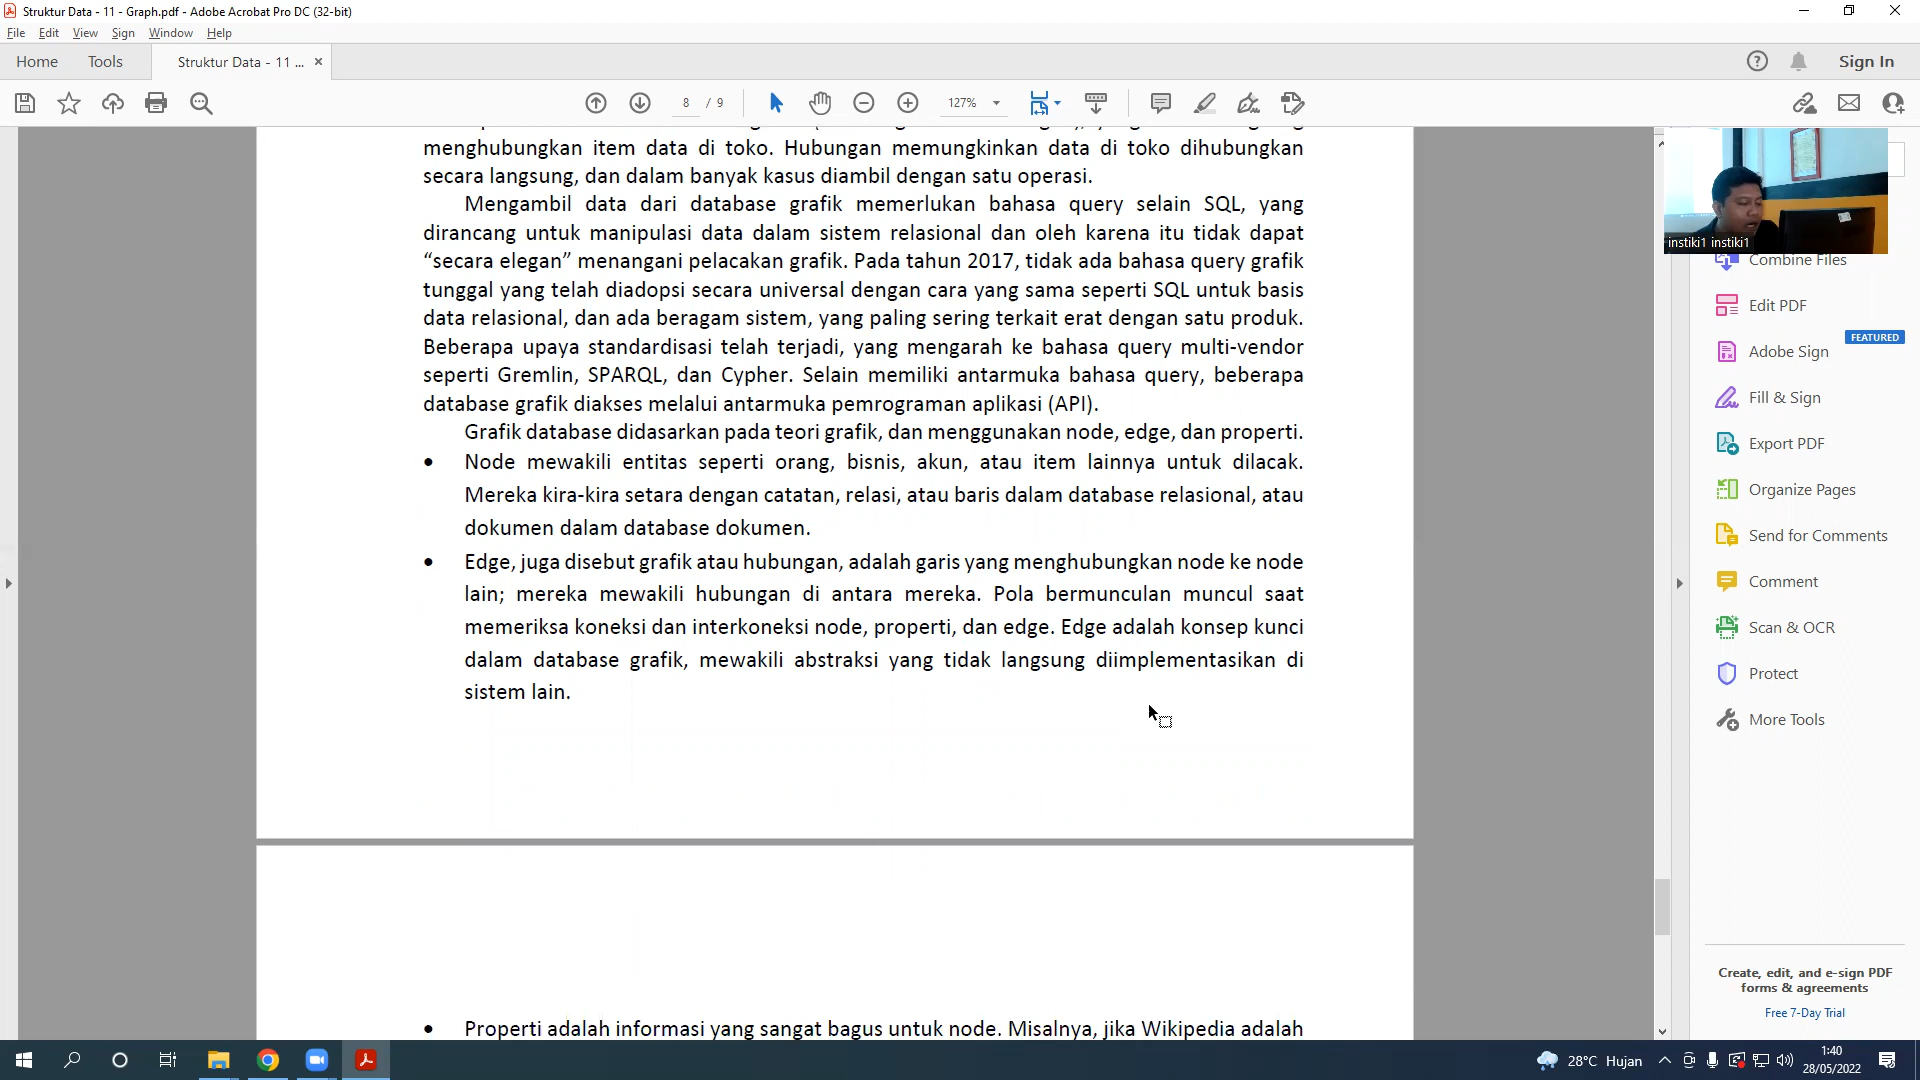 Struktur Data - 11 - Graph.pdf - Adobe Acrobat Pro DC (32-bit)
File Edit View Sign Window Help
Home Tools Struktur Data - 11 ... × Sign In
8 / 9 127%
menghubungkan item data di toko. Hubungan memungkinkan data di toko dihubungkan
secara langsung, dan dalam banyak kasus diambil dengan satu operasi.
Mengambil data dari database grafik memerlukan bahasa query selain SQL, yang
dirancang untuk manipulasi data dalam sistem relasional dan oleh karena itu tidak dapat
“secara elegan” menangani pelacakan grafik. Pada tahun 2017, tidak ada bahasa query grafik
tunggal yang telah diadopsi secara universal dengan cara yang sama seperti SQL untuk basis
data relasional, dan ada beragam sistem, yang paling sering terkait erat dengan satu produk.
Beberapa upaya standardisasi telah terjadi, yang mengarah ke bahasa query multi-vendor
seperti Gremlin, SPARQL, dan Cypher. Selain memiliki antarmuka bahasa query, beberapa
database grafik diakses melalui antarmuka pemrograman aplikasi (API).
Grafik database didasarkan pada teori grafik, dan menggunakan node, edge, dan properti.
• Node mewakili entitas seperti orang, bisnis, akun, atau item lainnya untuk dilacak.
Mereka kira-kira setara dengan catatan, relasi, atau baris dalam database relasional, atau
dokumen dalam database dokumen.
• Edge, juga disebut grafik atau hubungan, adalah garis yang menghubungkan node ke node
lain; mereka mewakili hubungan di antara mereka. Pola bermunculan muncul saat
memeriksa koneksi dan interkoneksi node, properti, dan edge. Edge adalah konsep kunci
dalam database grafik, mewakili abstraksi yang tidak langsung diimplementasikan di
sistem lain.
• Properti adalah informasi yang sangat bagus untuk node. Misalnya, jika Wikipedia adalah
instiki1 instiki1
Combine Files
Edit PDF
FEATURED
Adobe Sign
Fill & Sign
Export PDF
Organize Pages
Send for Comments
Comment
Scan & OCR
Protect
More Tools
Create, edit, and e-sign PDF
forms & agreements
Free 7-Day Trial
28°C Hujan
1:40
28/05/2022